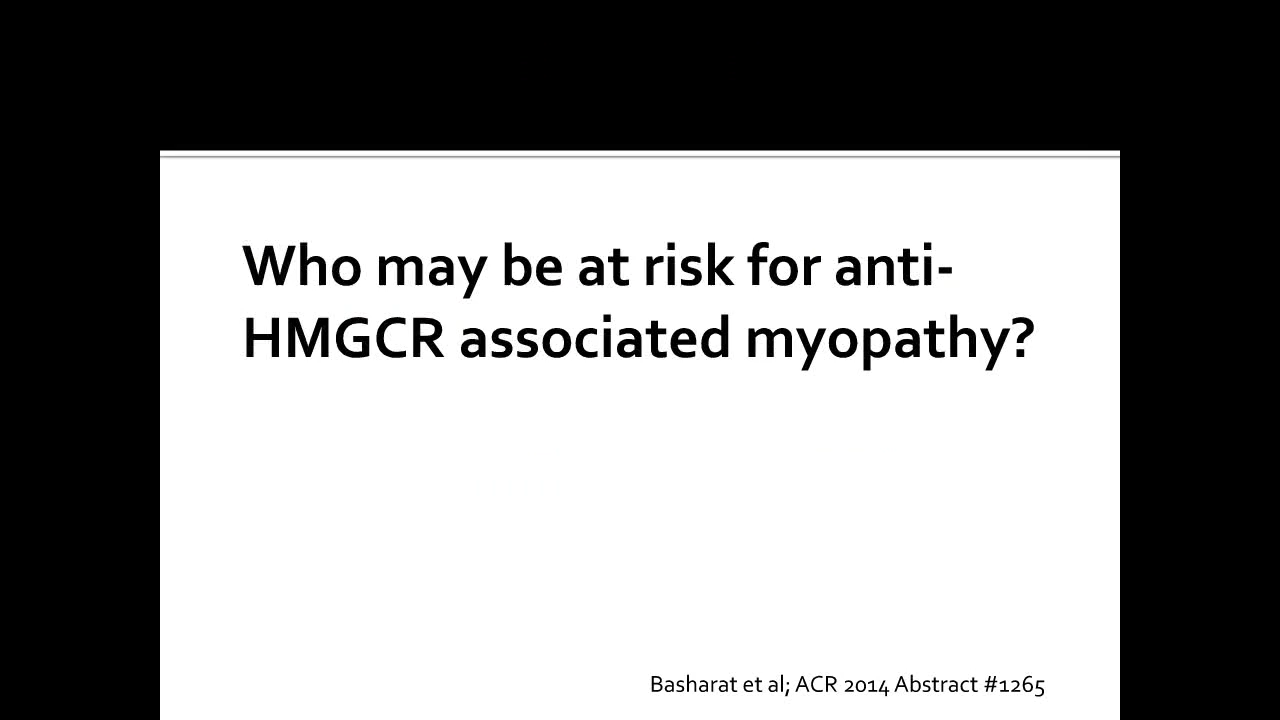 Who may be at risk for anti-
HMGCR associated myopathy?
Basharat et al; ACR 2014 Abstract #1265